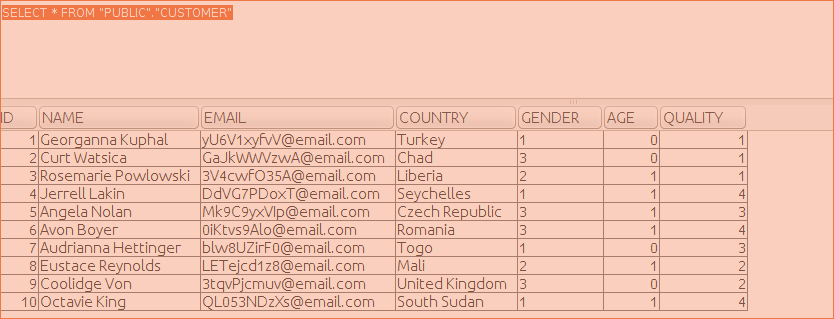 SELECT * FROM "PUBLIC"."CUSTOMER"
ID NAME EMAIL COUNTRY GENDER AGE QUALITY
1 Georganna Kuphal yU6V1xyfvV@email.com Turkey 1 0 1
2 Curt Watsica GaJkWWVzwA@email.com Chad 3 0 1
3 Rosemarie Powlowski 3V4cwfO35A@email.com Liberia 2 1 1
4 Jerrell Lakin DdVG7PDoxT@email.com Seychelles 1 1 4
5 Angela Nolan Mk9C9yxVIp@email.com Czech Republic 3 1 3
6 Avon Boyer 0iKtvs9Alo@email.com Romania 3 1 4
7 Audrianna Hettinger blw8UZirF0@email.com Togo 1 0 3
8 Eustace Reynolds LETejcd1z8@email.com Mali 2 1 2
9 Coolidge Von 3tqvPjcmuv@email.com United Kingdom 3 0 2
10 Octavie King QL053NDzXs@email.com South Sudan 1 1 4